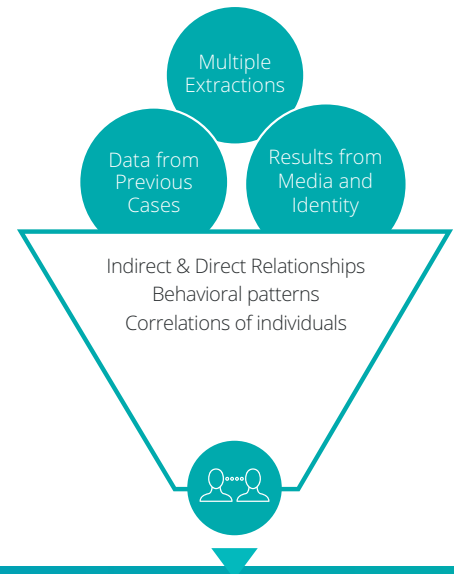 Multiple
Extractions
Data from
Previous
Cases
Results from
Media and
Identity
Indirect & Direct Relationships
Behavioral patterns
Correlations of individuals